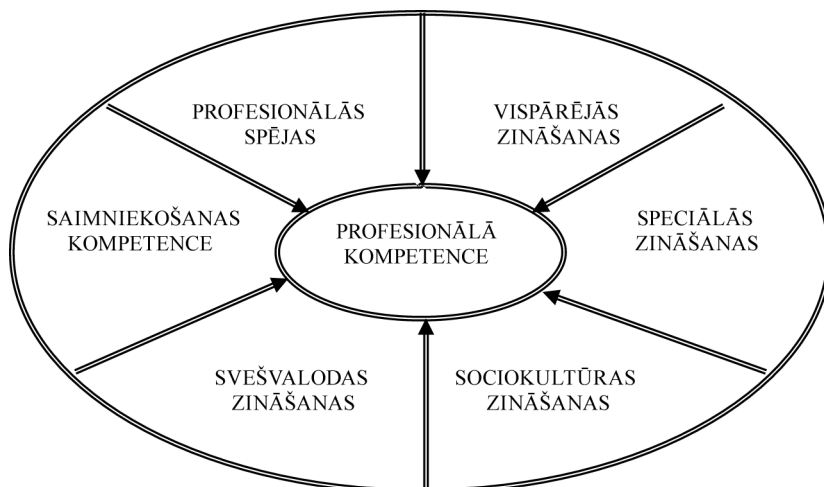 PROFESIONĀLĀS
SPĒJAS
VISPĀRĒJĀS
ZINĀŠANAS
SAIMNIEKOŠANAS
KOMPETENCE
PROFESIONĀLĀ
KOMPETENCE
SPECIĀLĀS
ZINĀŠANAS
SVEŠVALODAS
ZINĀŠANAS
SOCIOKULTŪRAS
ZINĀŠANAS